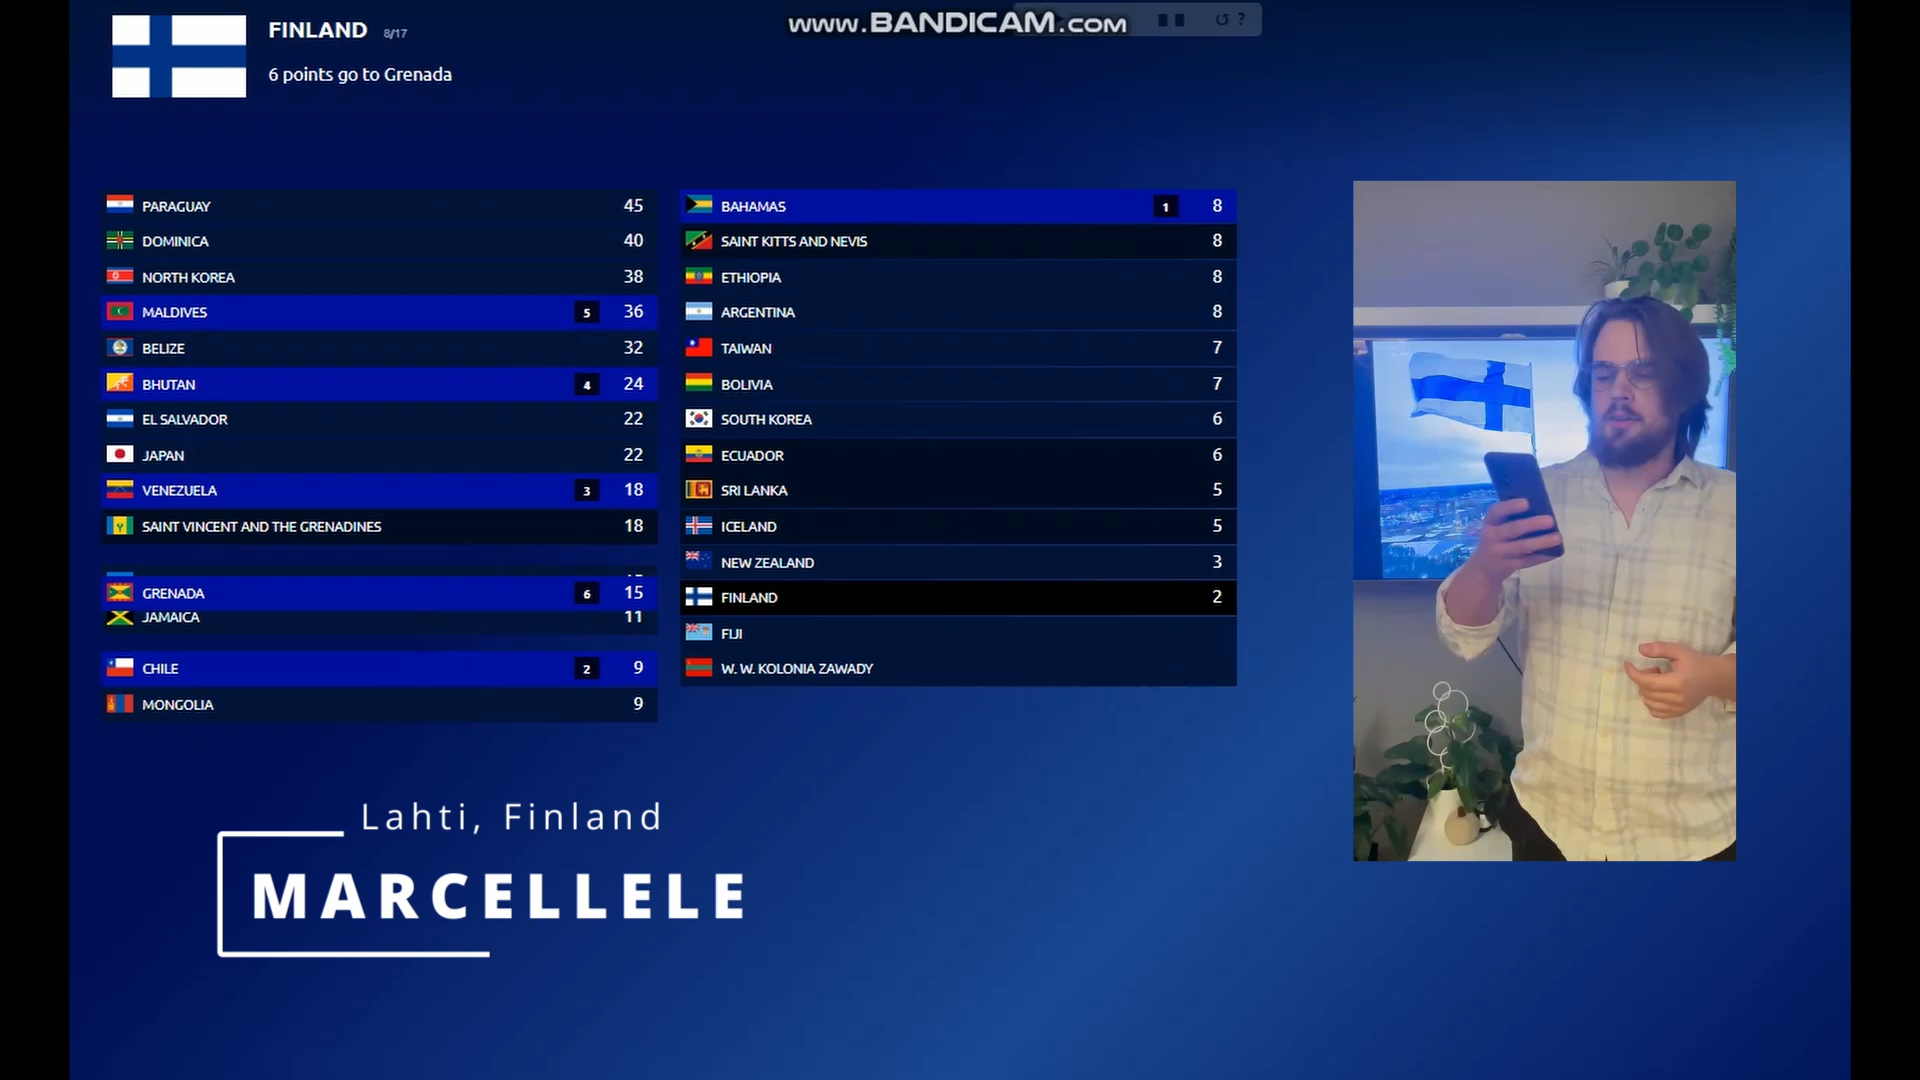 www.BANDICAM.COM
?
FINLAND 8/17
6 points go to Grenada
PARAGUAY 45
DOMINICA 40
NORTH KOREA 38
MALDIVES 5 36
BELIZE 32
BHUTAN 4 24
EL SALVADOR 22
JAPAN 22
VENEZUELA 3 18
SAINT VINCENT AND THE GRENADINES 18
GRENADA 6 15
JAMAICA 11
CHILE 2 9
MONGOLIA 9
BAHAMAS 1 8
SAINT KITTS AND NEVIS 8
ETHIOPIA 8
ARGENTINA 8
TAIWAN 7
BOLIVIA 7
SOUTH KOREA 6
ECUADOR 6
SRI LANKA 5
ICELAND 5
NEW ZEALAND 3
FINLAND 2
FIJI
W. W. KOLONIA ZAWADY
Lahti, Finland
MARCELLELE